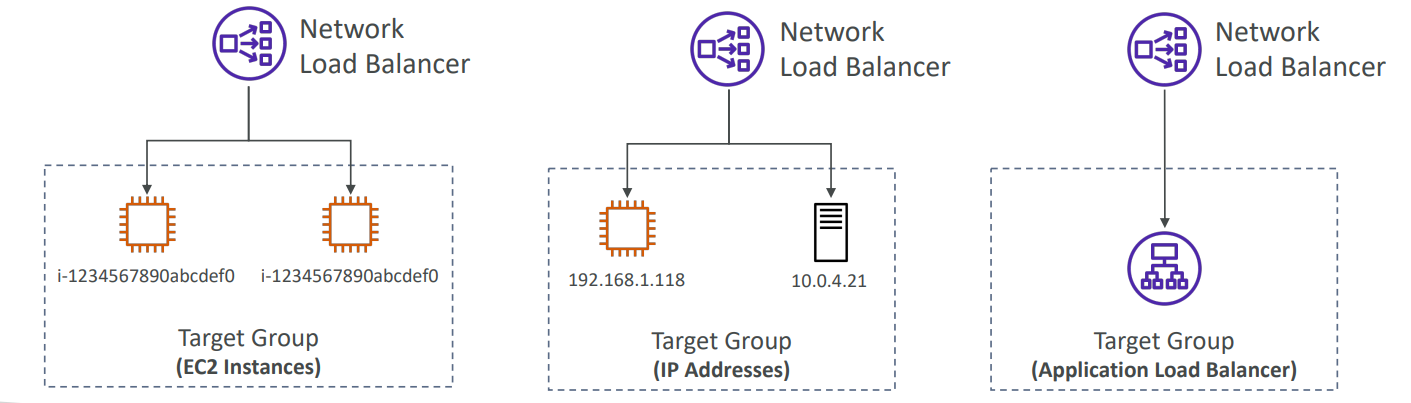 Network
Load Balancer
i-1234567890abcdef0
i-1234567890abcdef0
Target Group
(EC2 Instances)
Network
Load Balancer
192.168.1.118
10.0.4.21
Target Group
(IP Addresses)
Network
Load Balancer
Target Group
(Application Load Balancer)